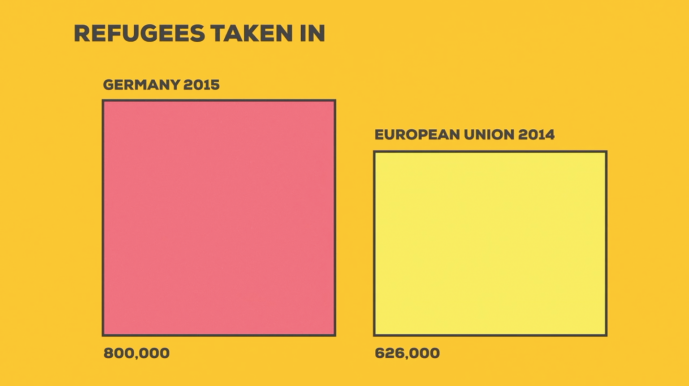 REFUGEES TAKEN IN
GERMANY 2015
EUROPEAN UNION 2014
800,000
626,000